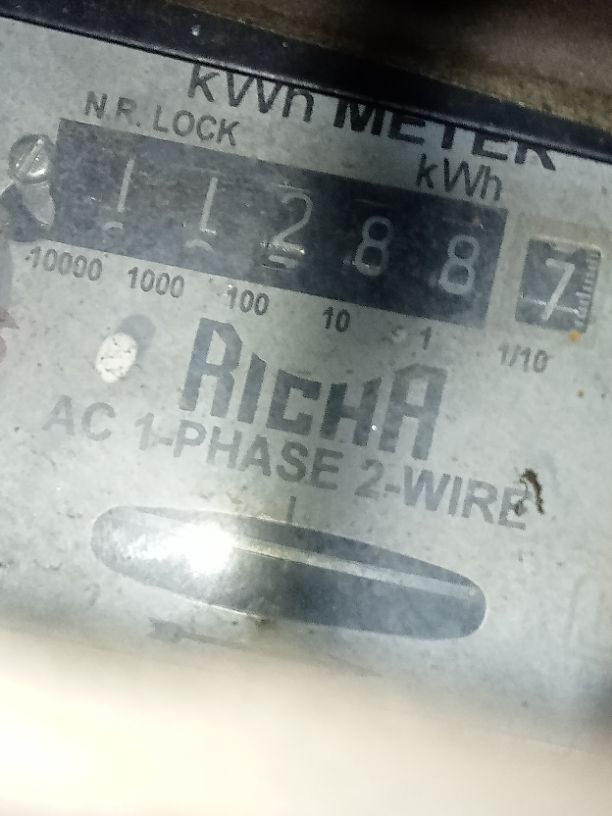 kWh METER
N.R. LOCK
kWh
1 1 2 8 8 7
10000 1000 100 10 1 1/10
RICHA
AC 1-PHASE 2-WIRE